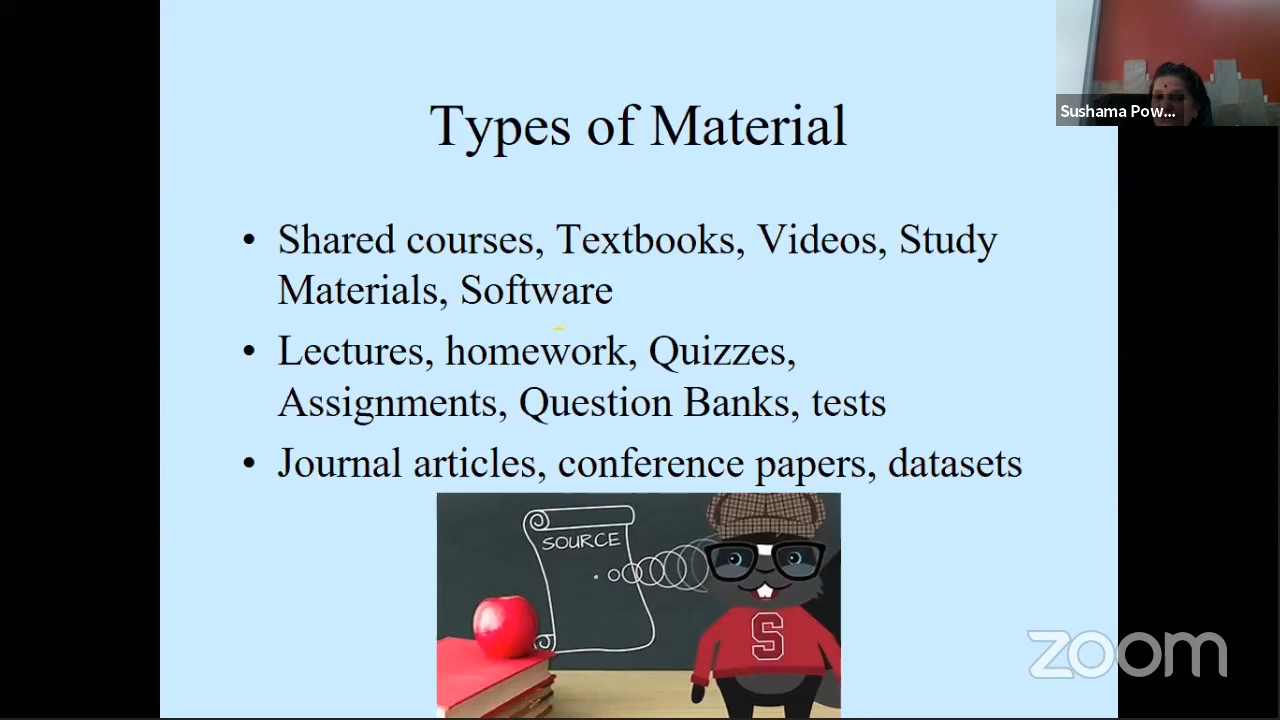 Types of Material
Sushama Pow...
• Shared courses, Textbooks, Videos, Study
Materials, Software
• Lectures, homework, Quizzes,
Assignments, Question Banks, tests
• Journal articles, conference papers, datasets
SOURCE
S
zoom